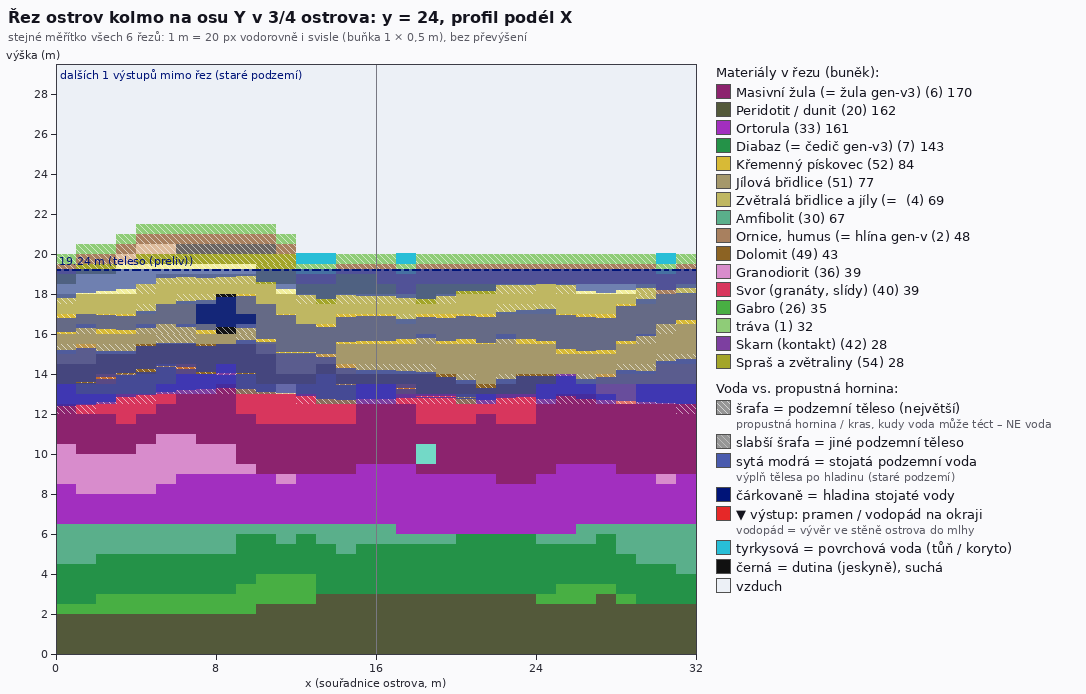 Řez ostrov kolmo na osu Y v 3/4 ostrova: y = 24, profil podél X
stejné měřítko všech 6 řezů: 1 m = 20 px vodorovně i svisle (buňka 1 × 0,5 m), bez převýšení
výška (m)
dalších 1 výstupů mimo řez (staré podzemí)
28
26
24
22
20
18
16
14
12
10
8
6
4
2
0
19.24 m (teleso (preliv))
0
8
16
24
32
x (souřadnice ostrova, m)
Materiály v řezu (buněk):
Masivní žula (= žula gen-v3) (6) 170
Peridotit / dunit (20) 162
Ortorula (33) 161
Diabaz (= čedič gen-v3) (7) 143
Křemenný pískovec (52) 84
Jílová břidlice (51) 77
Zvětralá břidlice a jíly (=  (4) 69
Amfibolit (30) 67
Ornice, humus (= hlína gen-v (2) 48
Dolomit (49) 43
Granodiorit (36) 39
Svor (granáty, slídy) (40) 39
Gabro (26) 35
tráva (1) 32
Skarn (kontakt) (42) 28
Spraš a zvětraliny (54) 28
Voda vs. propustná hornina:
šrafa = podzemní těleso (největší)
propustná hornina / kras, kudy voda může téct – NE voda
slabší šrafa = jiné podzemní těleso
sytá modrá = stojatá podzemní voda
výplň tělesa po hladinu (staré podzemí)
čárkovaně = hladina stojaté vody
▼ výstup: pramen / vodopád na okraji
vodopád = vývěr ve stěně ostrova do mlhy
tyrkysová = povrchová voda (tůň / koryto)
černá = dutina (jeskyně), suchá
vzduch